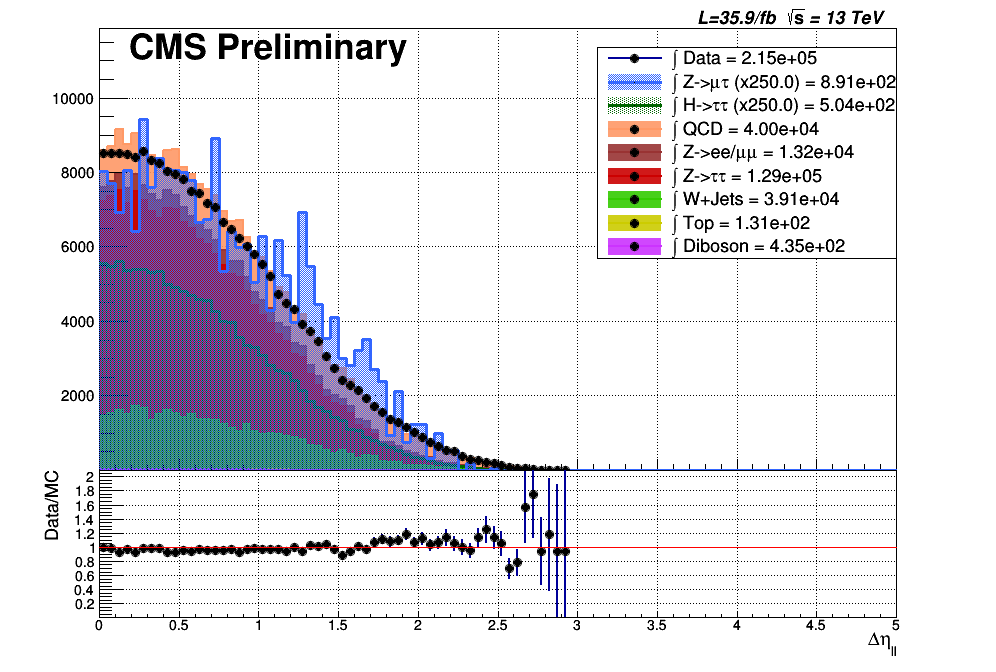 L=35.9/fb √s = 13 TeV
CMS Preliminary
∫ Data = 2.15e+05
∫ Z->μτ (x250.0) = 8.91e+02
∫ H->ττ (x250.0) = 5.04e+02
∫ QCD = 4.00e+04
∫ Z->ee/μμ = 1.32e+04
∫ Z->ττ = 1.29e+05
∫ W+Jets = 3.91e+04
∫ Top = 1.31e+02
∫ Diboson = 4.35e+02
10000
8000
6000
4000
2000
Data/MC
2
1.8
1.6
1.4
1.2
1
0.8
0.6
0.4
0.2
0 0.5 1 1.5 2 2.5 3 3.5 4 4.5 5
Δη||